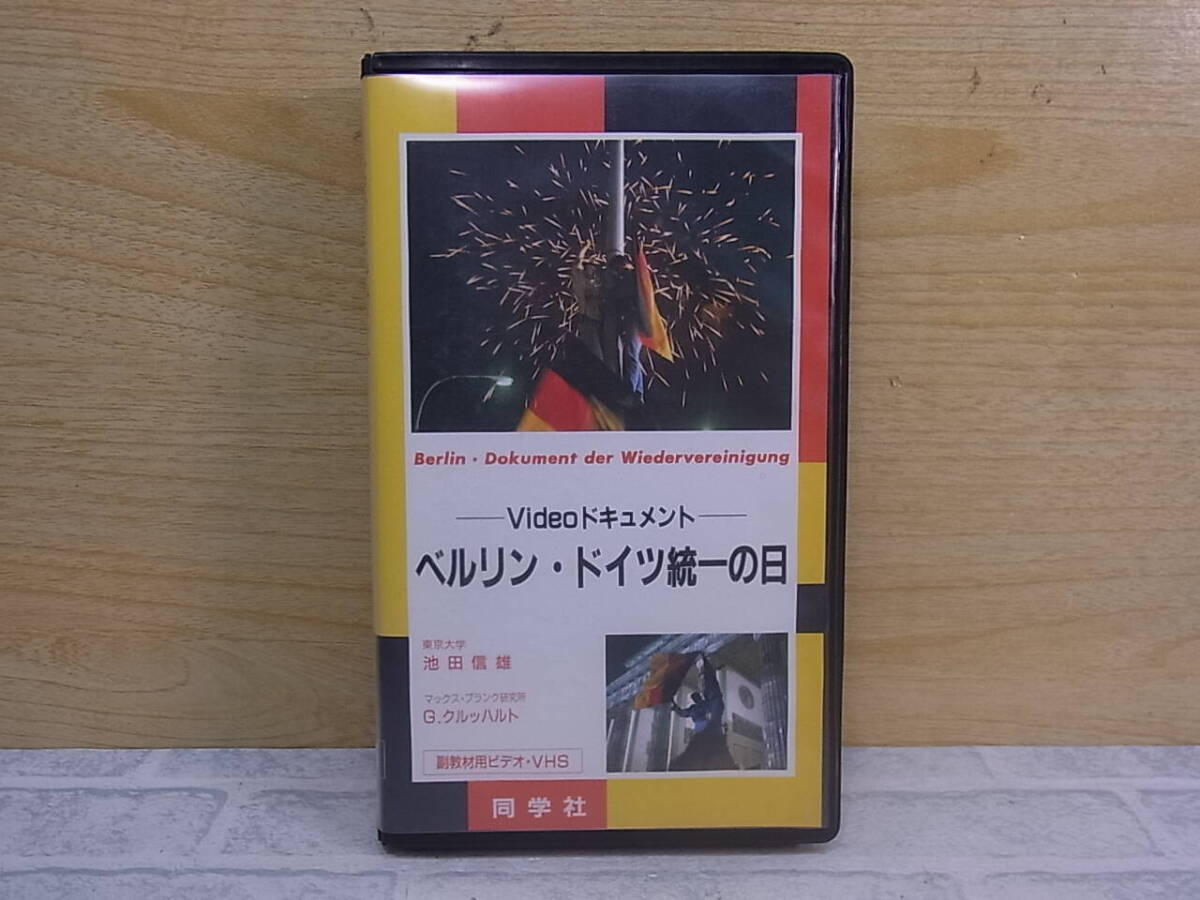 Berlin · Dokument der Wiedervereinigung
Videoドキュメント
ベルリン・ドイツ統一の日
東京大学
池田信雄
マックス・プランク研究所
G.クルッハルト
副教材用ビデオ・VHS
同学社